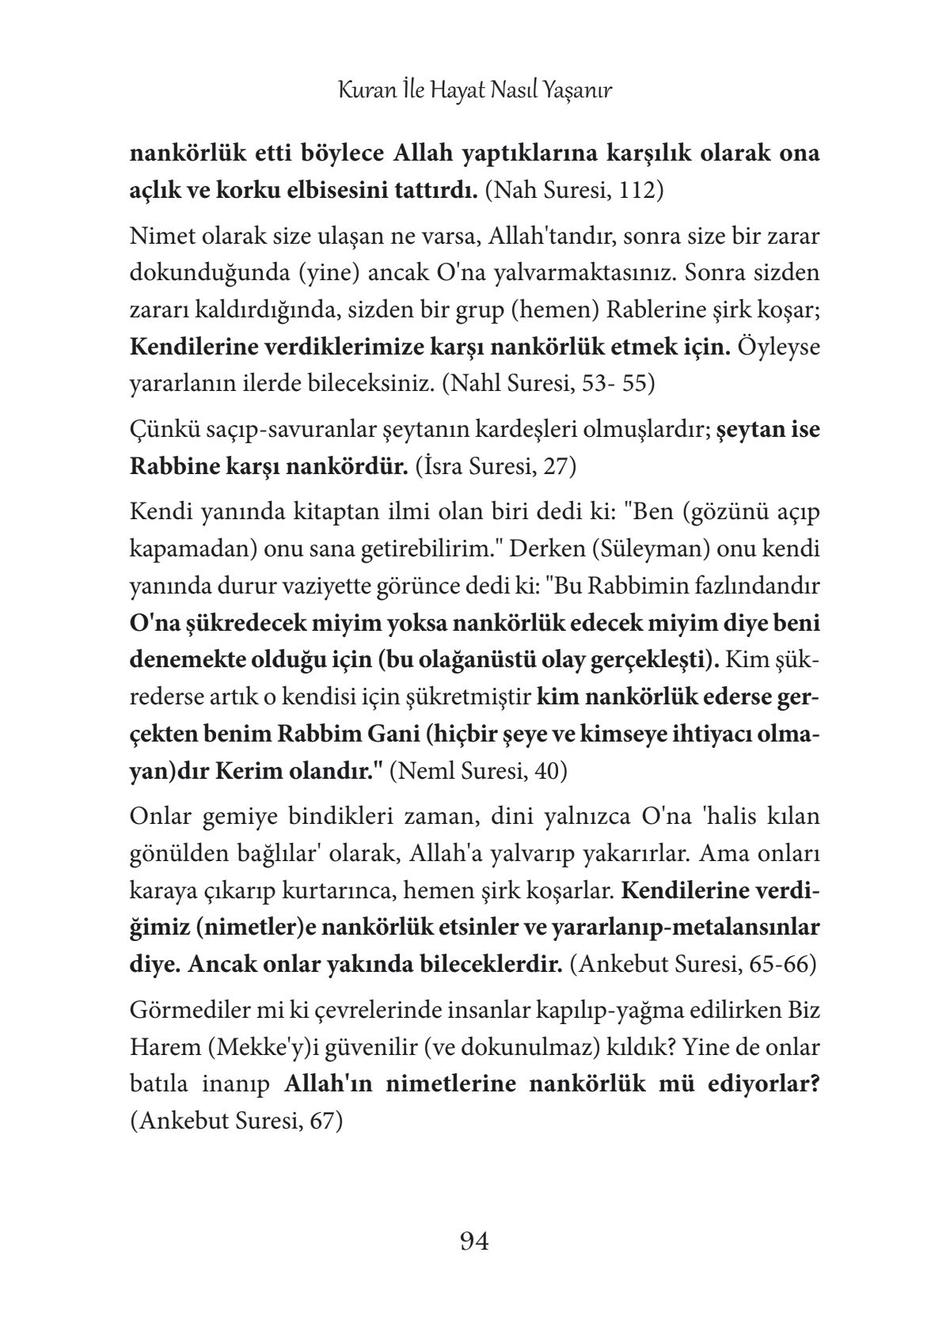 Kuran İle Hayat Nasıl Yaşanır
nankörlük etti böylece Allah yaptıklarına karşılık olarak ona
açlık ve korku elbisesini tattırdı. (Nah Suresi, 112)
Nimet olarak size ulaşan ne varsa, Allah'tandır, sonra size bir zarar
dokunduğunda (yine) ancak O'na yalvarmaktasınız. Sonra sizden
zararı kaldırdığında, sizden bir grup (hemen) Rablerine şirk koşar;
Kendilerine verdiklerimize karşı nankörlük etmek için. Öyleyse
yararlanın ilerde bileceksiniz. (Nahl Suresi, 53- 55)
Çünkü saçıp-savuranlar şeytanın kardeşleri olmuşlardır; şeytan ise
Rabbine karşı nankördür. (İsra Suresi, 27)
Kendi yanında kitaptan ilmi olan biri dedi ki: "Ben (gözünü açıp
kapamadan) onu sana getirebilirim." Derken (Süleyman) onu kendi
yanında durur vaziyette görünce dedi ki: "Bu Rabbimin fazlındandır
O'na şükredecek miyim yoksa nankörlük edecek miyim diye beni
denemekte olduğu için (bu olağanüstü olay gerçekleşti). Kim şük-
rederse artık o kendisi için şükretmiştir kim nankörlük ederse ger-
çekten benim Rabbim Gani (hiçbir şeye ve kimseye ihtiyacı olma-
yan)dır Kerim olandır." (Neml Suresi, 40)
Onlar gemiye bindikleri zaman, dini yalnızca O'na 'halis kılan
gönülden bağlılar' olarak, Allah'a yalvarıp yakarırlar. Ama onları
karaya çıkarıp kurtarınca, hemen şirk koşarlar. Kendilerine verdi-
ğimiz (nimetler)e nankörlük etsinler ve yararlanıp-metalansınlar
diye. Ancak onlar yakında bileceklerdir. (Ankebut Suresi, 65-66)
Görmediler mi ki çevrelerinde insanlar kapılıp-yağma edilirken Biz
Harem (Mekke'y)i güvenilir (ve dokunulmaz) kıldık? Yine de onlar
batıla inanıp Allah'ın nimetlerine nankörlük mü ediyorlar?
(Ankebut Suresi, 67)
94